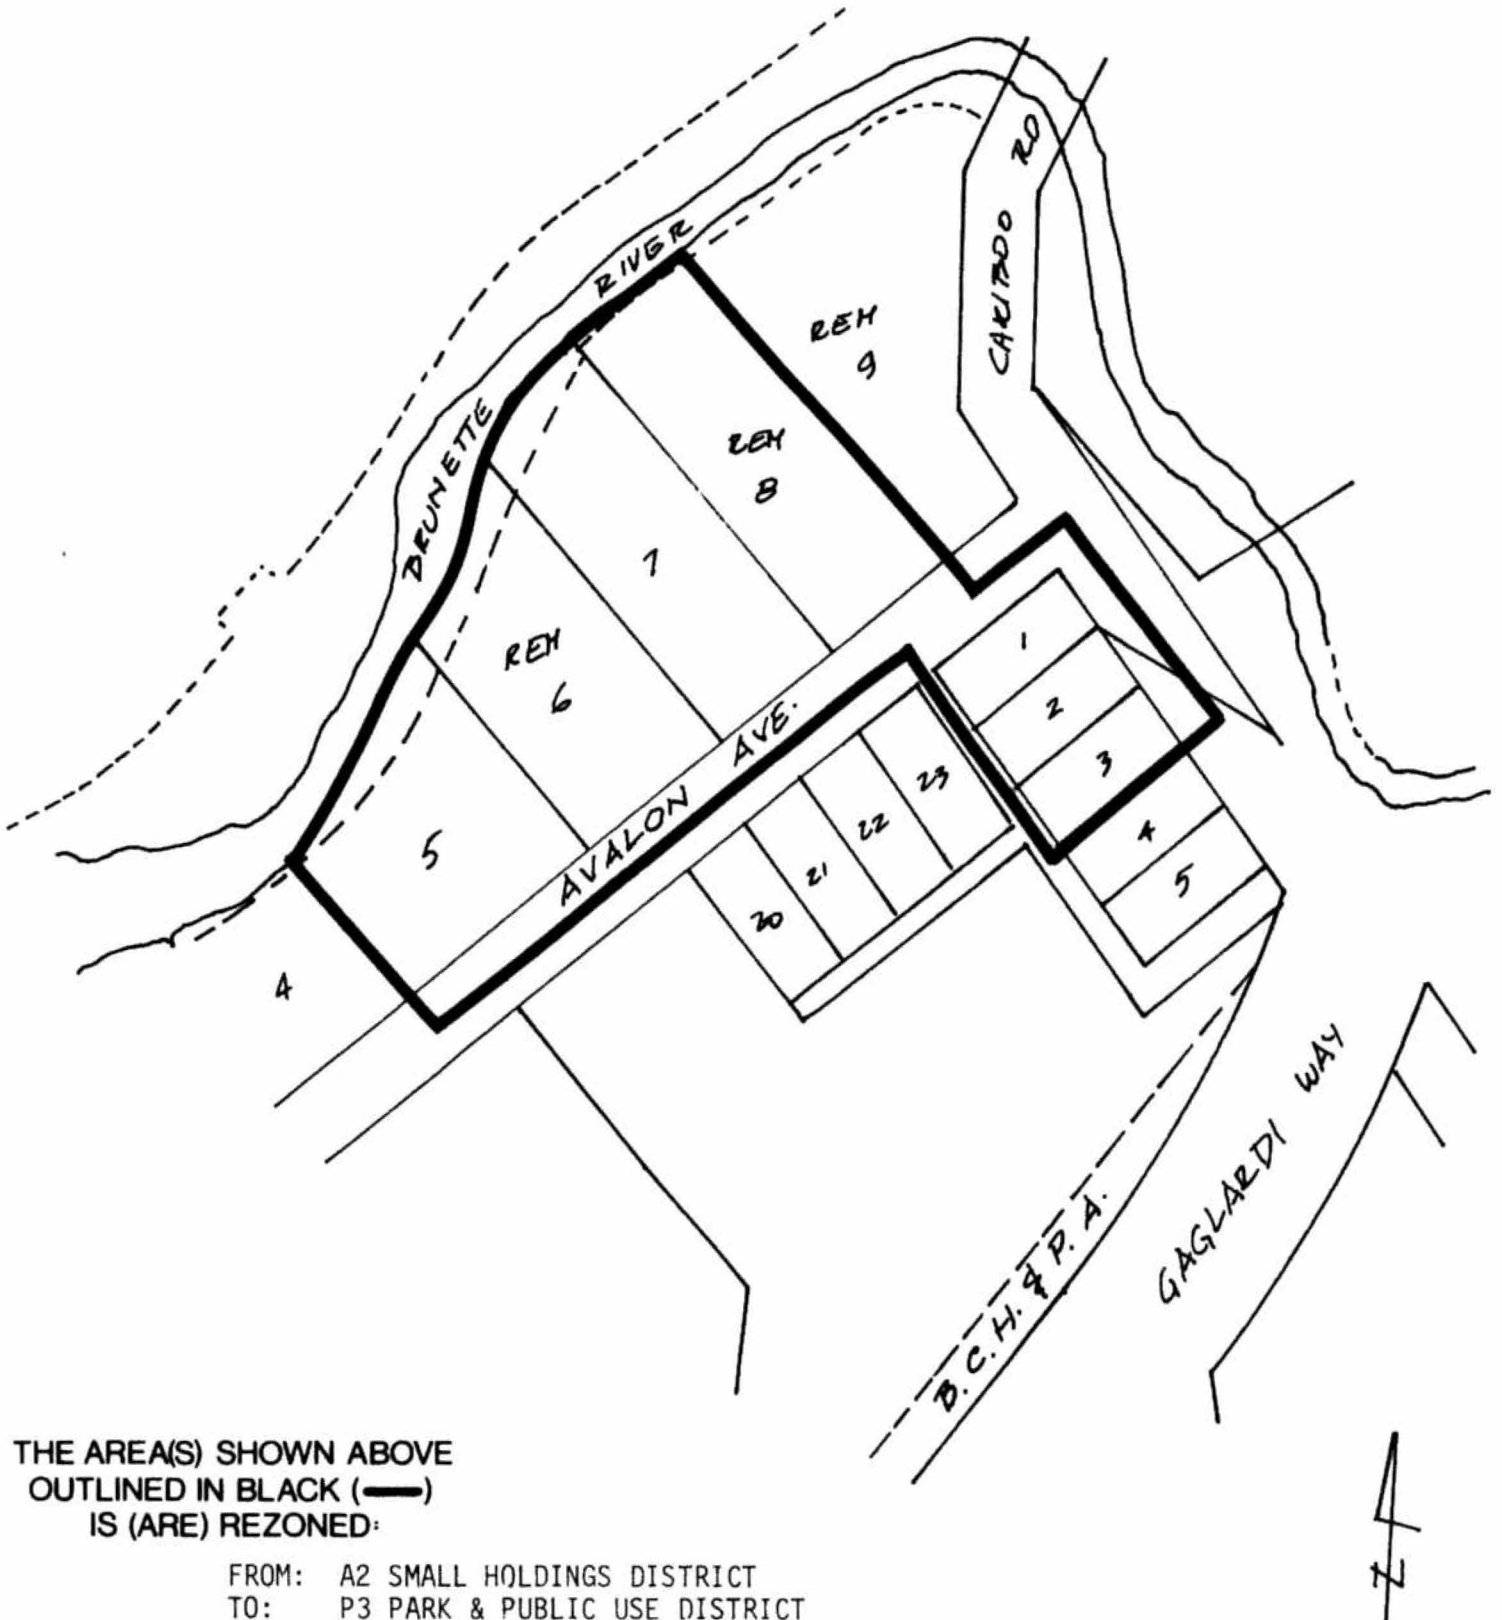 CARIBOO RD
BRUNETTE RIVER
REM
9
REM
8
7
REM
6
5
4
AVALON AVE.
1
2
3
4
5
23
22
21
20
GAGLARDI WAY
B.C.H. & P.A.
THE AREA(S) SHOWN ABOVE
OUTLINED IN BLACK (━━)
IS (ARE) REZONED:
FROM: A2 SMALL HOLDINGS DISTRICT
TO: P3 PARK & PUBLIC USE DISTRICT
N